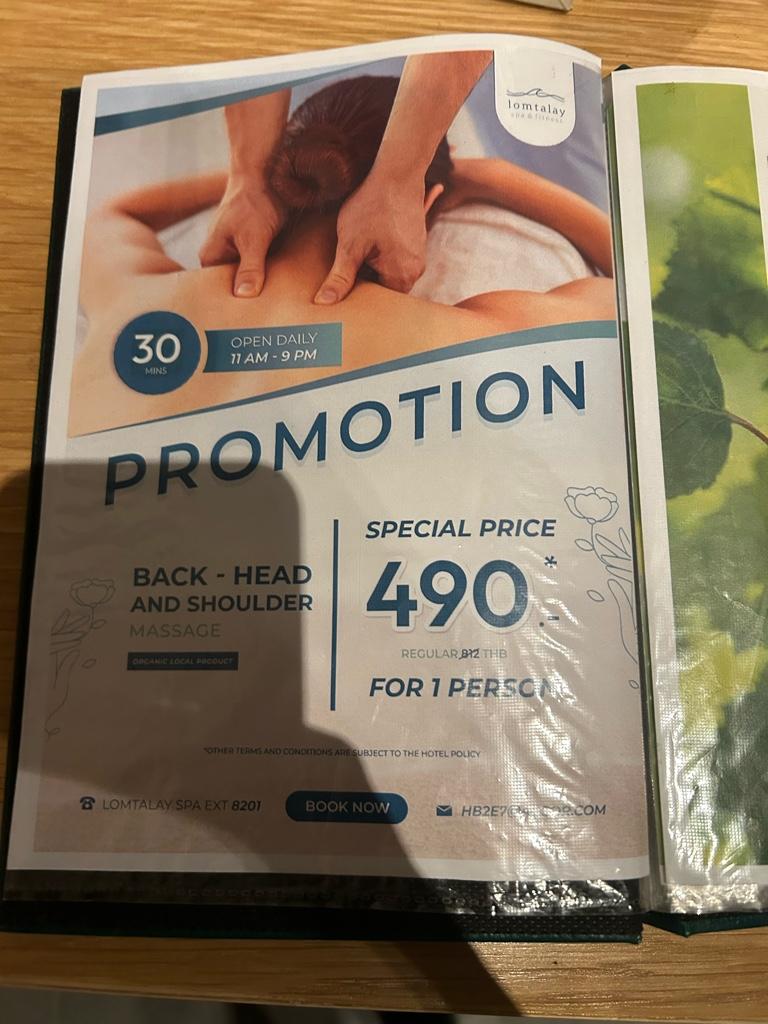 lomtalay
spa & fitness
30
MINS
OPEN DAILY
11 AM - 9 PM
PROMOTION
BACK - HEAD
AND SHOULDER
MASSAGE
ORGANIC LOCAL PRODUCT
SPECIAL PRICE
490.-*
REGULAR 812 THB
FOR 1 PERSON
*OTHER TERMS AND CONDITIONS ARE SUBJECT TO THE HOTEL POLICY
LOMTALAY SPA EXT 8201
BOOK NOW